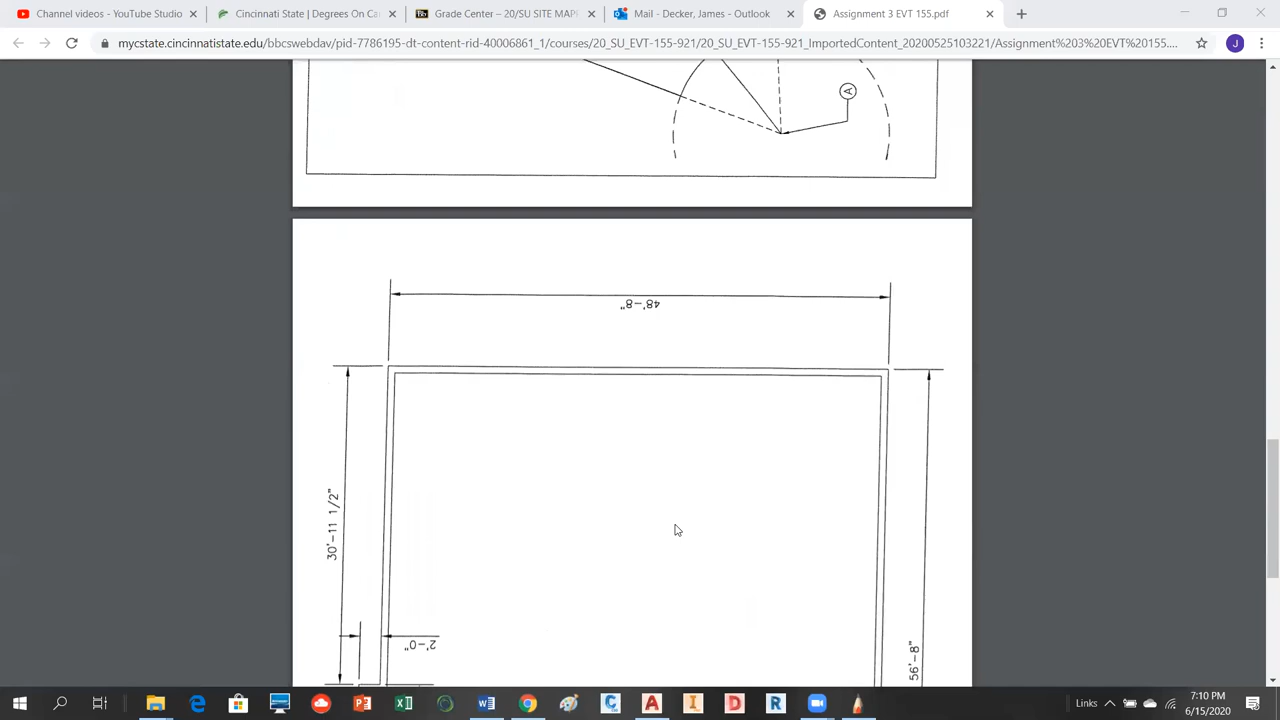 Channel videos - YouTube Studio
Cincinnati State | Degrees On Ca
Bb
Grade Center – 20/SU SITE MAPI
Mail - Decker, James - Outlook
Assignment 3 EVT 155.pdf
mycstate.cincinnatistate.edu/bbcswebdav/pid-7786195-dt-content-rid-40006861_1/courses/20_SU_EVT-155-921/20_SU_EVT-155-921_ImportedContent_20200525103221/Assignment%203%20EVT%20155....
J
A
48'-8"
30'-11 1/2"
2'-0"
56'-8"
Links
7:10 PM
6/15/2020